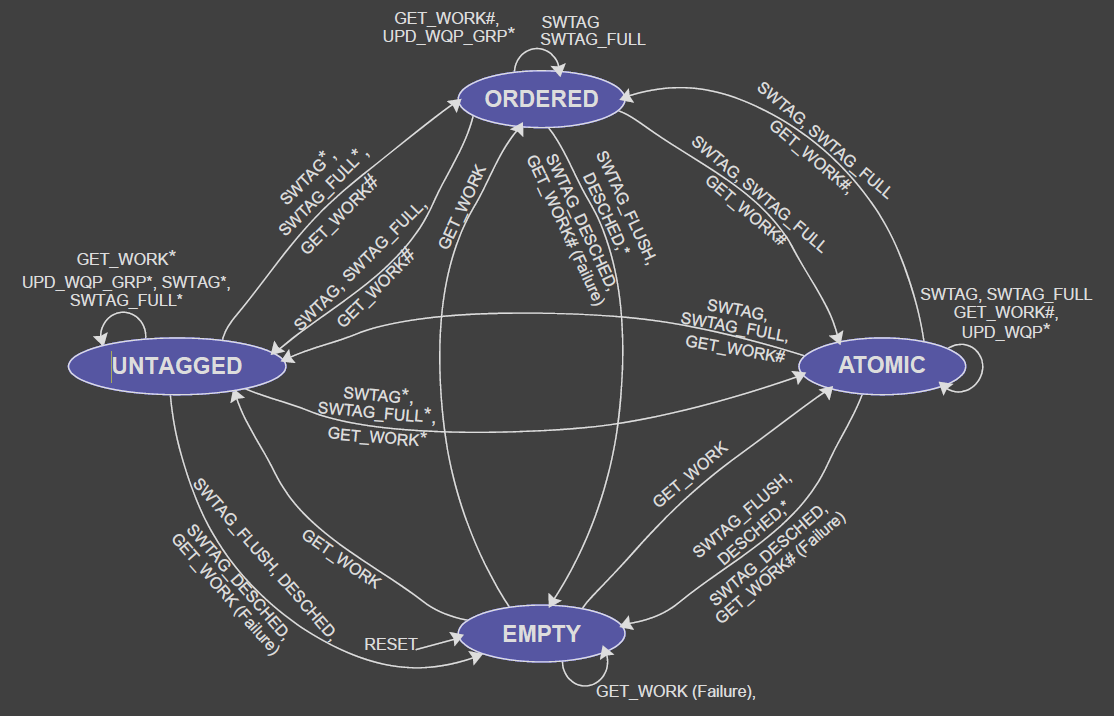 GET_WORK#,
UPD_WQP_GRP*
SWTAG
SWTAG_FULL
ORDERED
SWTAG*,
SWTAG_FULL*,
GET_WORK#
SWTAG, SWTAG_FULL,
GET_WORK#
GET_WORK
SWTAG_FLUSH,
DESCHED,*
SWTAG_DESCHED,
GET_WORK# (Failure)
SWTAG, SWTAG_FULL
GET_WORK#
SWTAG, SWTAG_FULL
GET_WORK#,
GET_WORK*
UPD_WQP_GRP*, SWTAG*,
SWTAG_FULL*
UNTAGGED
SWTAG,
SWTAG_FULL,
GET_WORK#
SWTAG, SWTAG_FULL
GET_WORK#,
UPD_WQP*
ATOMIC
SWTAG*,
SWTAG_FULL*,
GET_WORK*
SWTAG_FLUSH, DESCHED,
SWTAG_DESCHED,
GET_WORK (Failure)
GET_WORK
GET_WORK
SWTAG_FLUSH,
DESCHED,*
SWTAG_DESCHED,
GET_WORK# (Failure)
RESET
EMPTY
GET_WORK (Failure),